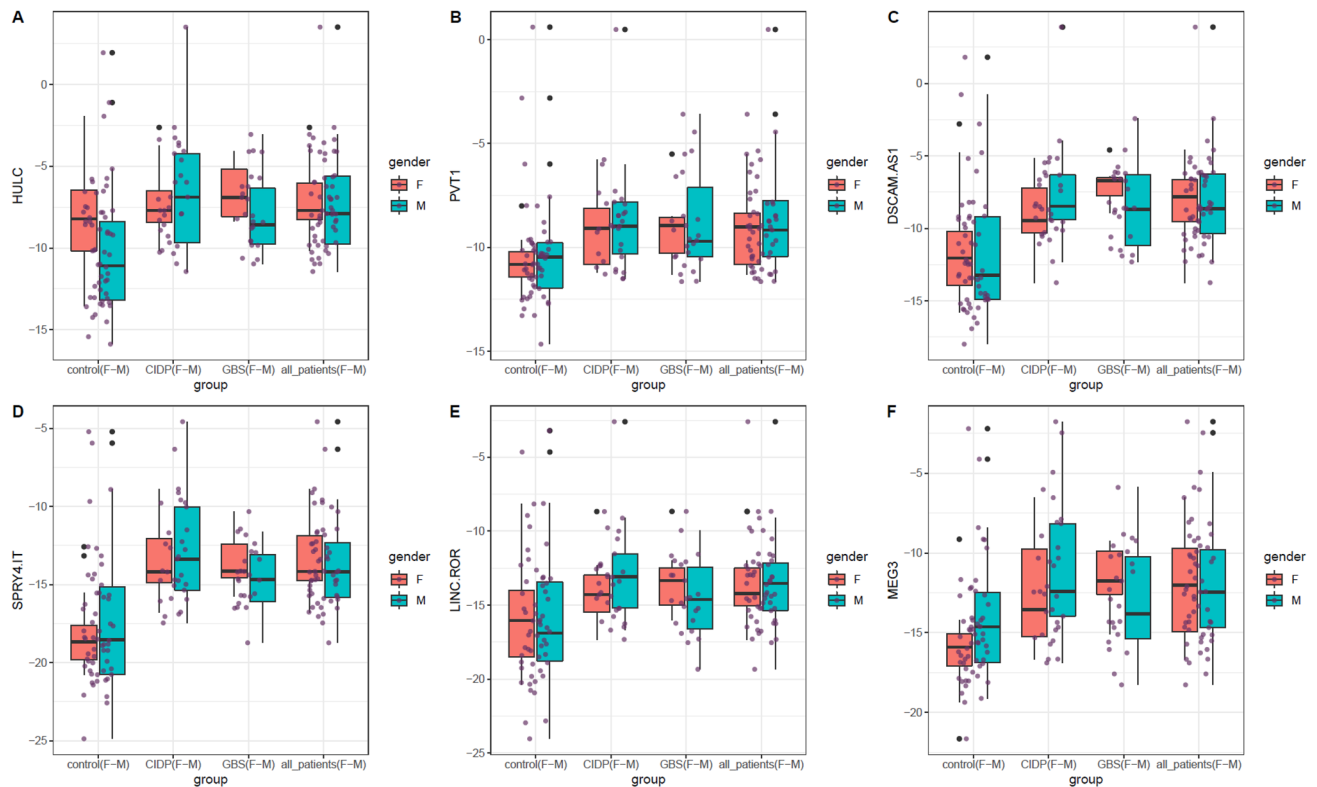 A
HULC
0
−5
−10
−15
control(F−M) CIDP(F−M) GBS(F−M) all_patients(F−M)
group
gender
F
M
B
PVT1
0
−5
−10
−15
control(F−M) CIDP(F−M) GBS(F−M) all_patients(F−M)
group
gender
F
M
C
DSCAM.AS1
0
−5
−10
−15
control(F−M) CIDP(F−M) GBS(F−M) all_patients(F−M)
group
gender
F
M
D
SPRY4.IT
−5
−10
−15
−20
−25
control(F−M) CIDP(F−M) GBS(F−M) all_patients(F−M)
group
gender
F
M
E
LINC.ROR
−5
−10
−15
−20
−25
control(F−M) CIDP(F−M) GBS(F−M) all_patients(F−M)
group
gender
F
M
F
MEG3
−5
−10
−15
−20
control(F−M) CIDP(F−M) GBS(F−M) all_patients(F−M)
group
gender
F
M